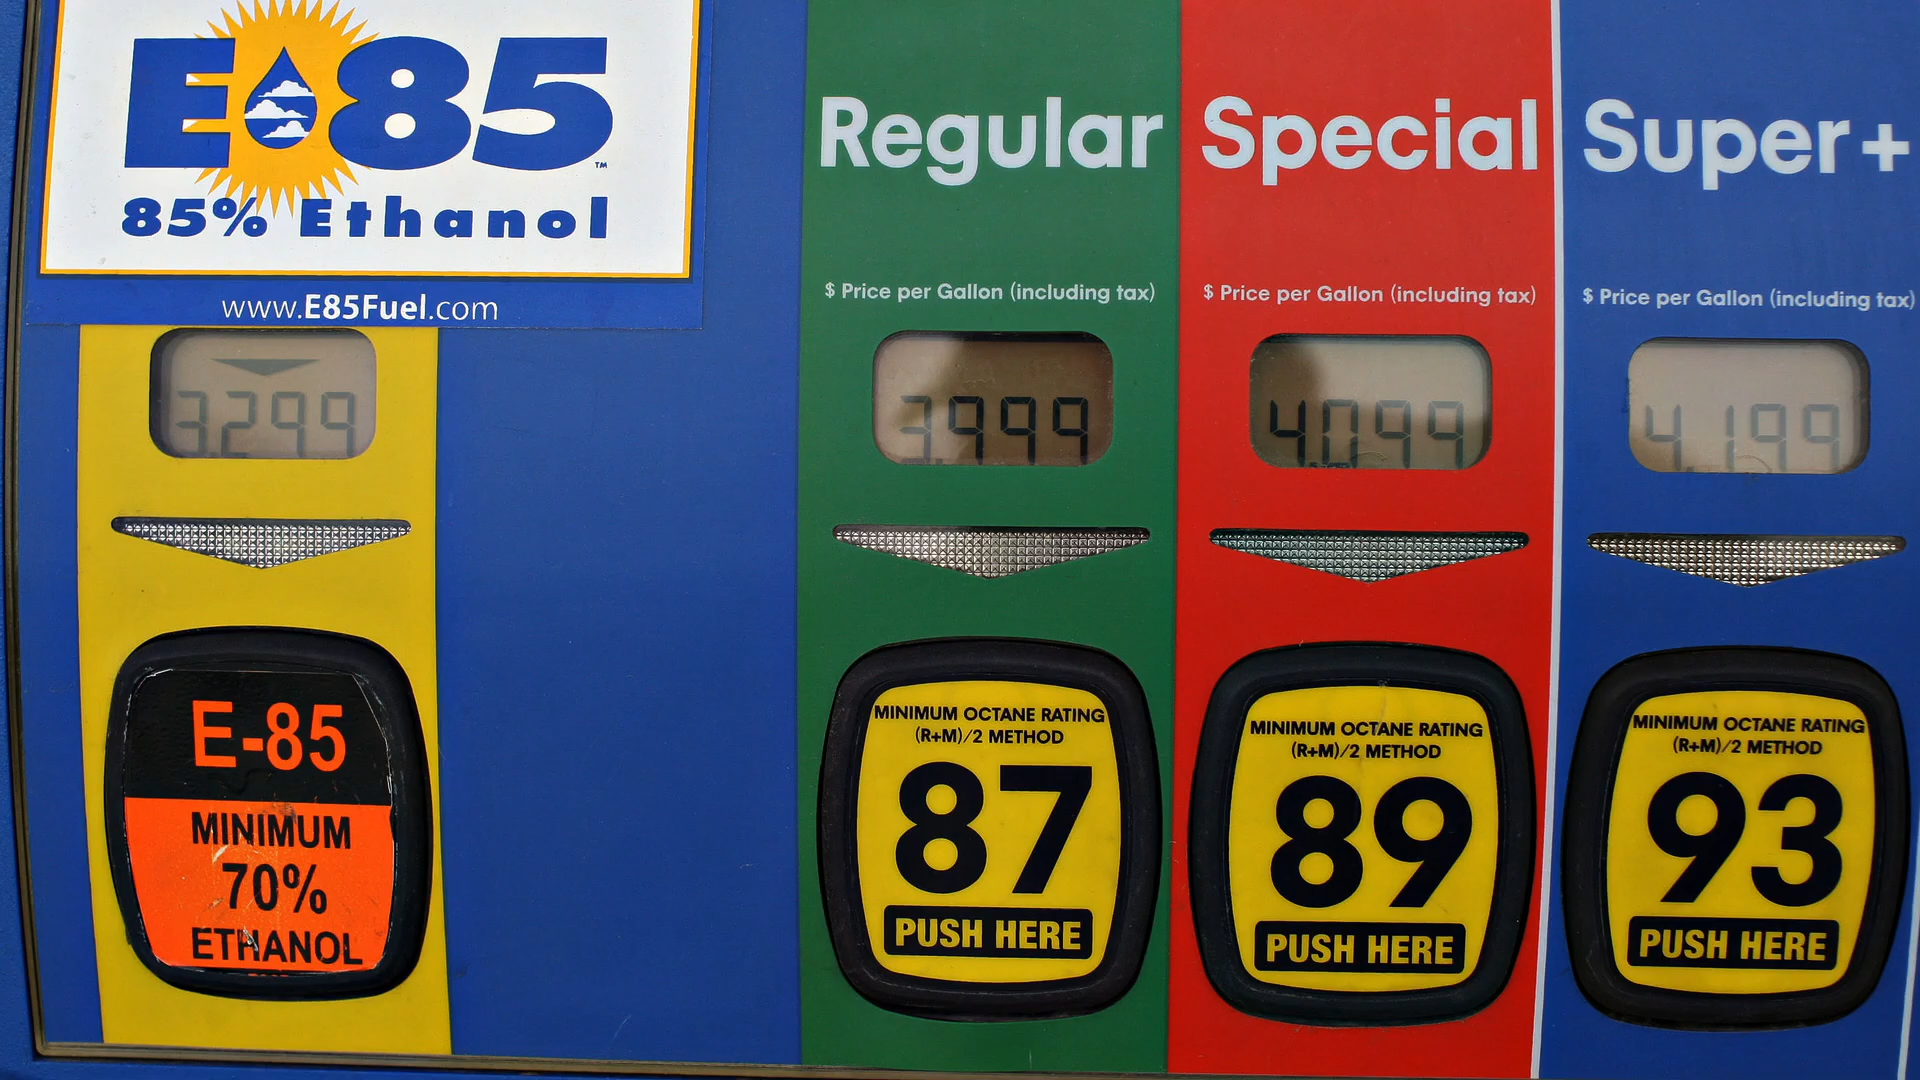 E85
TM
85% Ethanol
www.E85Fuel.com
3.299
E-85
MINIMUM
70%
ETHANOL
Regular
$ Price per Gallon (including tax)
3.999
MINIMUM OCTANE RATING
(R+M)/2 METHOD
87
PUSH HERE
Special
$ Price per Gallon (including tax)
4.099
MINIMUM OCTANE RATING
(R+M)/2 METHOD
89
PUSH HERE
Super+
$ Price per Gallon (including tax)
4.199
MINIMUM OCTANE RATING
(R+M)/2 METHOD
93
PUSH HERE